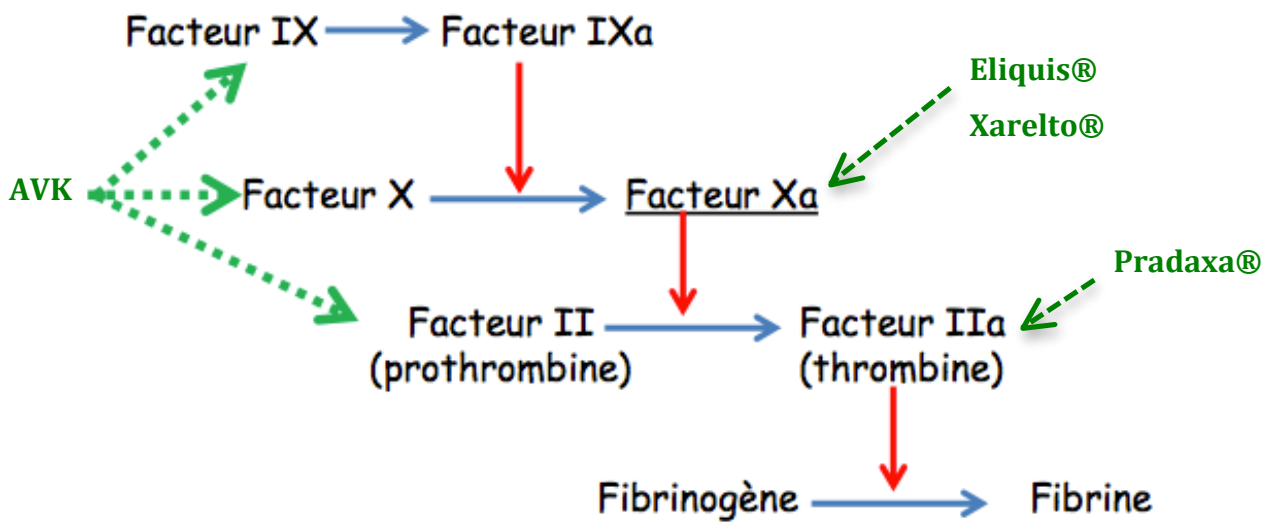 Facteur IX
Facteur IXa
Eliquis®
Xarelto®
AVK
Facteur X
Facteur Xa
Pradaxa®
Facteur II
(prothrombine)
Facteur IIa
(thrombine)
Fibrinogène
Fibrine